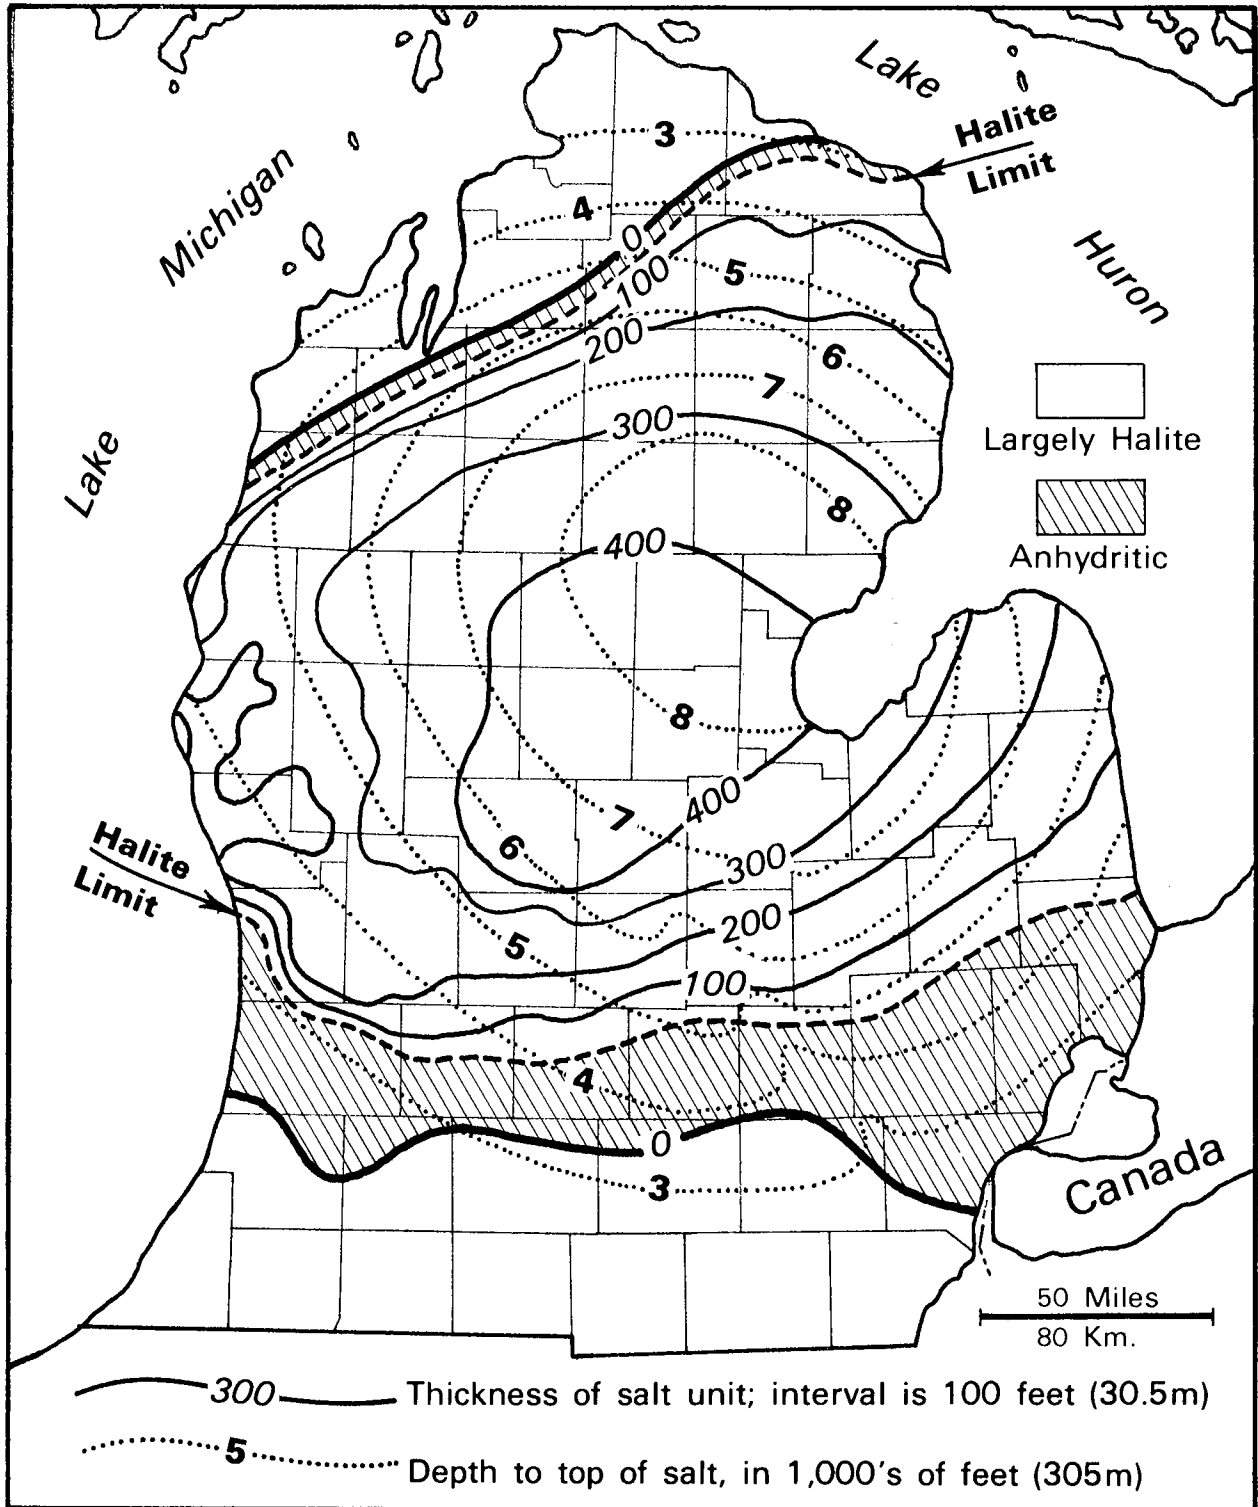 Lake
Michigan
Lake
Huron
Halite
Limit
3
4
0
5
100
200
6
7
300
8
400
Largely Halite
Anhydritic
8
400
7
6
300
5
200
100
Halite
Limit
4
0
3
Canada
50 Miles
80 Km.
300 Thickness of salt unit; interval is 100 feet (30.5m)
5 Depth to top of salt, in 1,000's of feet (305m)
Lake